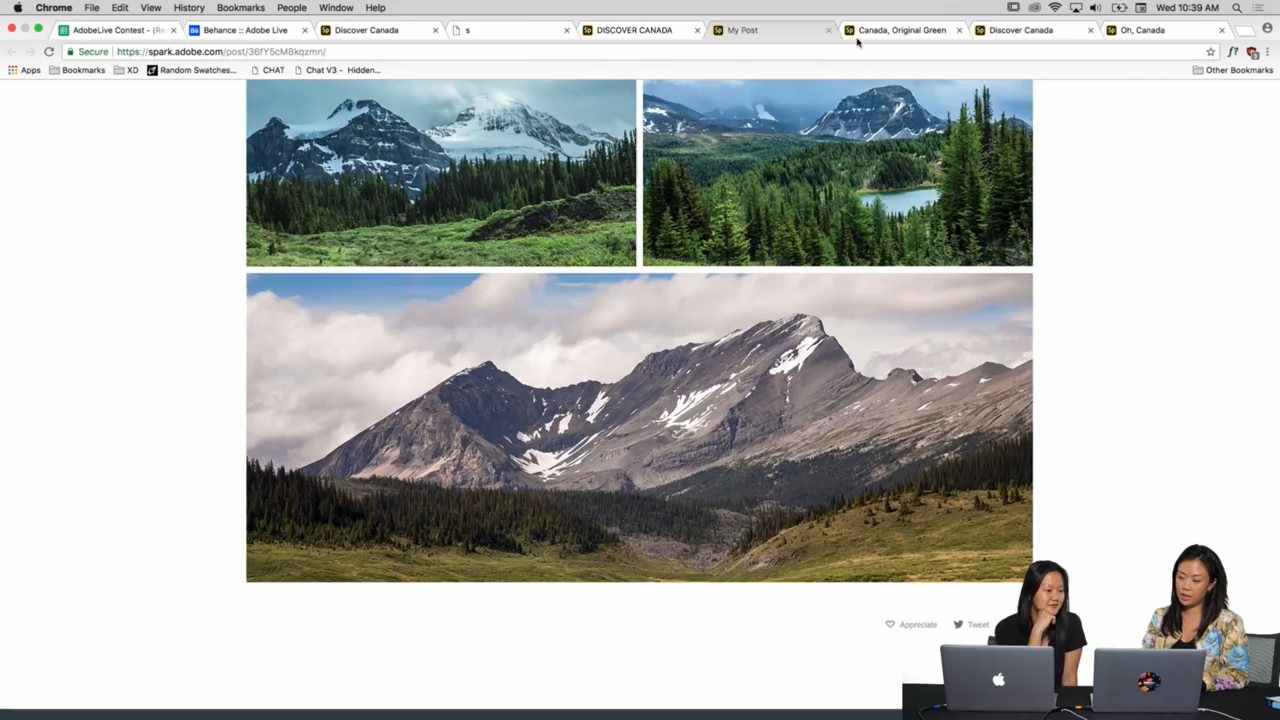 Chrome File Edit View History Bookmarks People Window Help Wed 10:39 AM
AdobeLive Contest - (Re Behance :: Adobe Live Discover Canada s DISCOVER CANADA My Post Canada, Original Green Discover Canada Oh, Canada
Secure https://spark.adobe.com/post/36fY5cM8kqzmn/ f?
Apps Bookmarks XD Random Swatches... CHAT Chat V3 - Hidden... Other Bookmarks
Appreciate Tweet